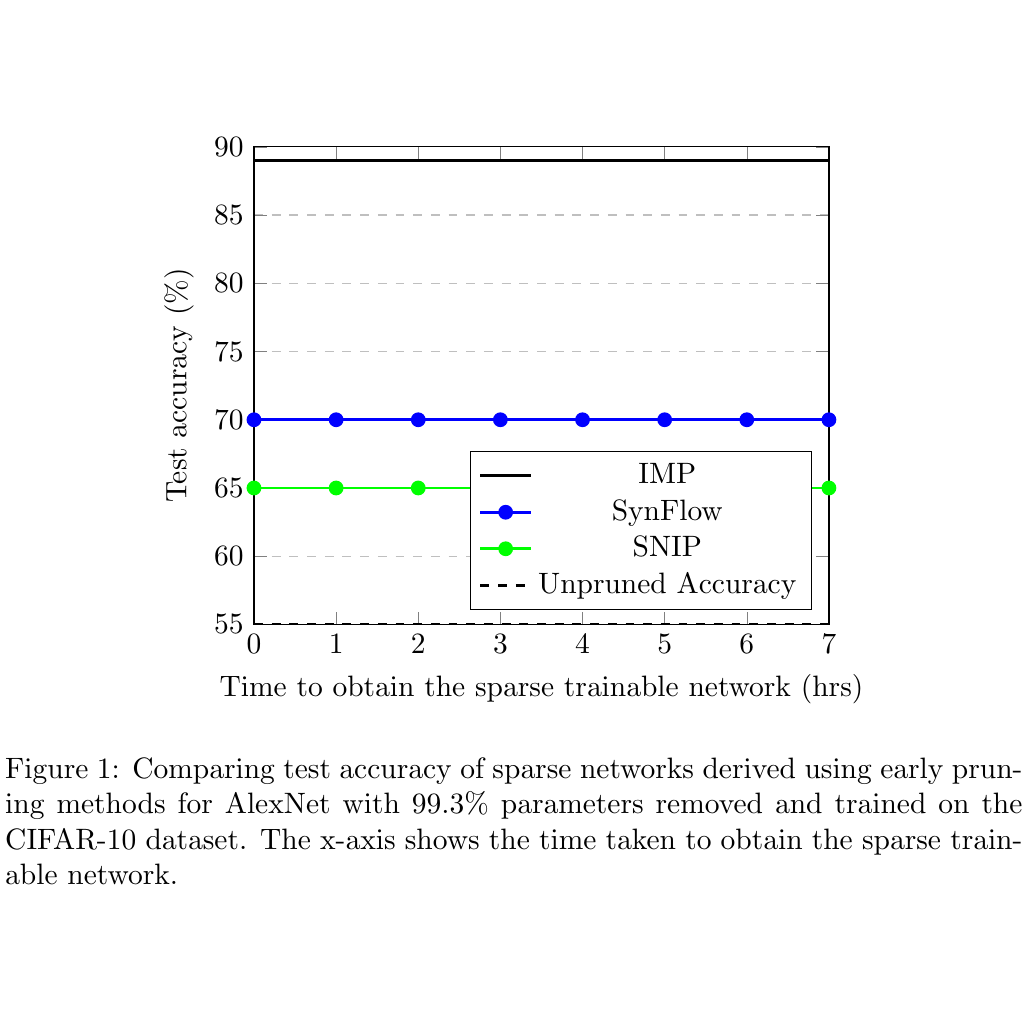 90
85
80
75
70
65
60
55
0 1 2 3 4 5 6 7
Test accuracy (%)
IMP
SynFlow
SNIP
Unpruned Accuracy
Time to obtain the sparse trainable network (hrs)
Figure 1: Comparing test accuracy of sparse networks derived using early prun-
ing methods for AlexNet with 99.3% parameters removed and trained on the
CIFAR-10 dataset. The x-axis shows the time taken to obtain the sparse train-
able network.